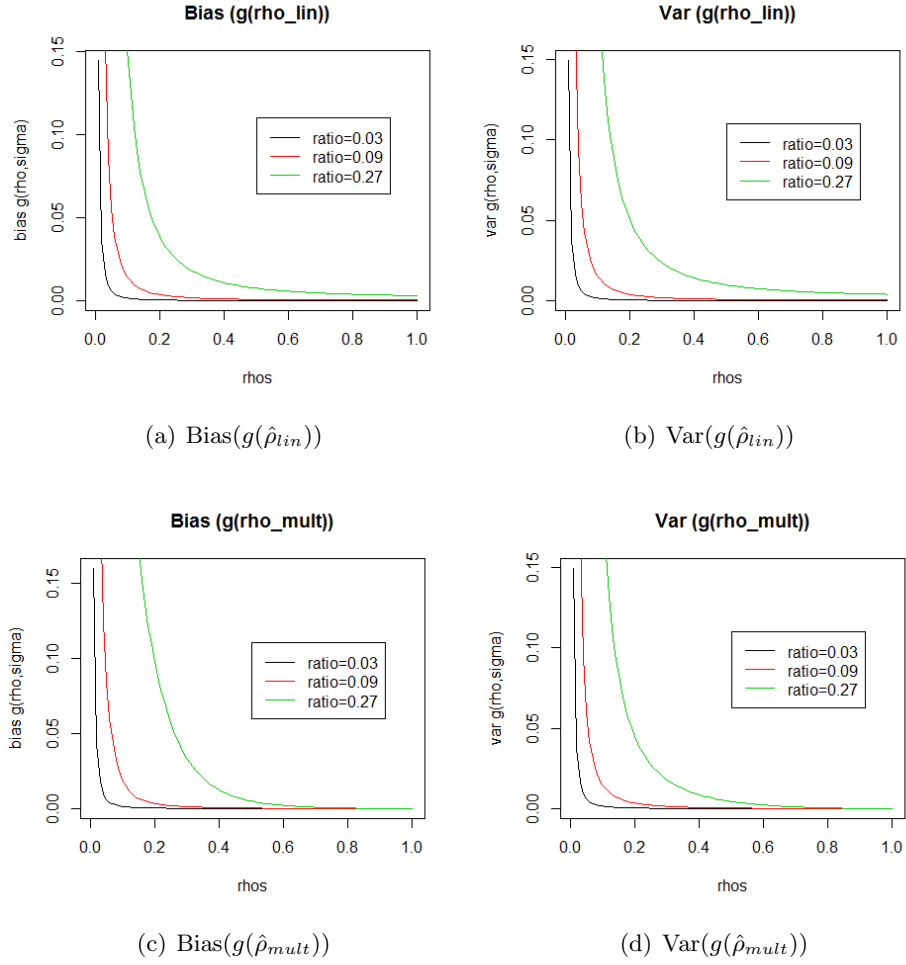 Bias (g(rho_lin))
Var (g(rho_lin))
bias g(rho,sigma)
0.00 0.05 0.10 0.15
ratio=0.03
ratio=0.09
ratio=0.27
0.0 0.2 0.4 0.6 0.8 1.0
rhos
var g(rho,sigma)
0.00 0.05 0.10 0.15
ratio=0.03
ratio=0.09
ratio=0.27
0.0 0.2 0.4 0.6 0.8 1.0
rhos
(a) Bias(g(ρ̂_lin))
(b) Var(g(ρ̂_lin))
Bias (g(rho_mult))
Var (g(rho_mult))
bias g(rho,sigma)
0.00 0.05 0.10 0.15
ratio=0.03
ratio=0.09
ratio=0.27
0.0 0.2 0.4 0.6 0.8 1.0
rhos
var g(rho,sigma)
0.00 0.05 0.10 0.15
ratio=0.03
ratio=0.09
ratio=0.27
0.0 0.2 0.4 0.6 0.8 1.0
rhos
(c) Bias(g(ρ̂_mult))
(d) Var(g(ρ̂_mult))